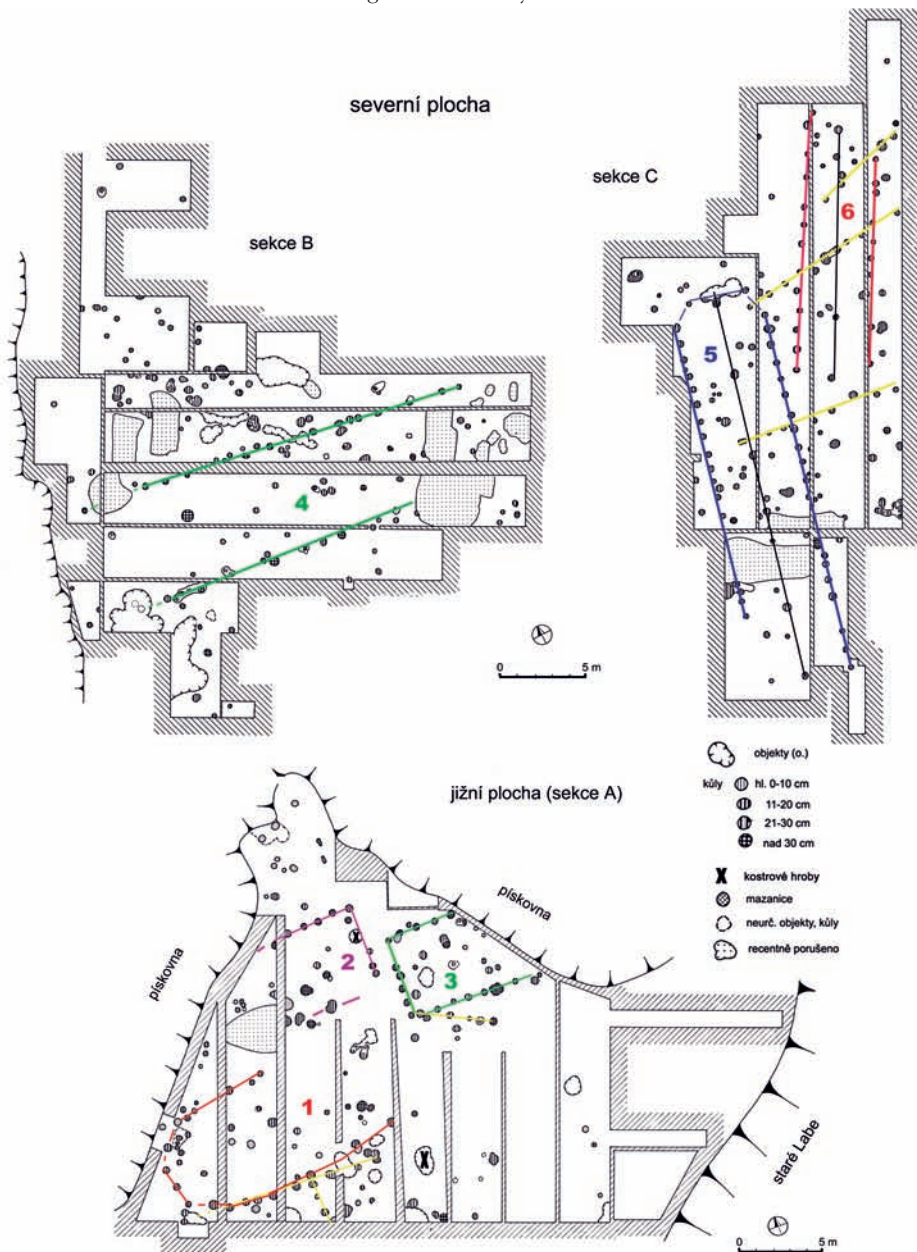 severní plocha
sekce C
sekce B
6
5
4
0 5 m
objekty (o.)
kůly hl. 0-10 cm
11-20 cm
21-30 cm
nad 30 cm
kostrové hroby
mazanice
neurč. objekty, kůly
recentně porušeno
jižní plocha (sekce A)
pískovna
pískovna
2
3
1
staré Labe
0 5 m